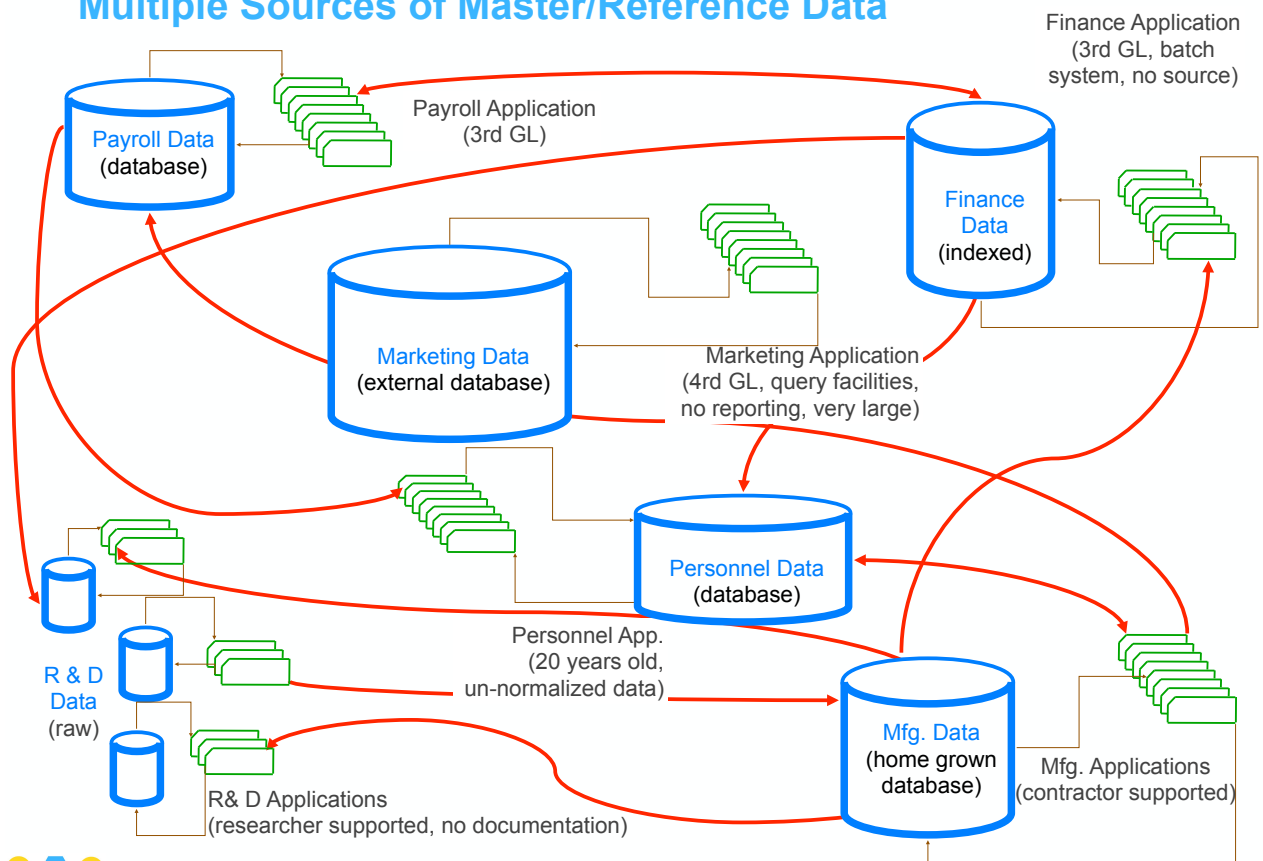 Multiple Sources of Master/Reference Data
Finance Application
(3rd GL, batch
system, no source)
Payroll Application
(3rd GL)
Payroll Data
(database)
Finance
Data
(indexed)
Marketing Data
(external database)
Marketing Application
(4rd GL, query facilities,
no reporting, very large)
Personnel Data
(database)
Personnel App.
(20 years old,
un-normalized data)
R & D
Data
(raw)
Mfg. Data
(home grown
database)
Mfg. Applications
(contractor supported)
R& D Applications
(researcher supported, no documentation)